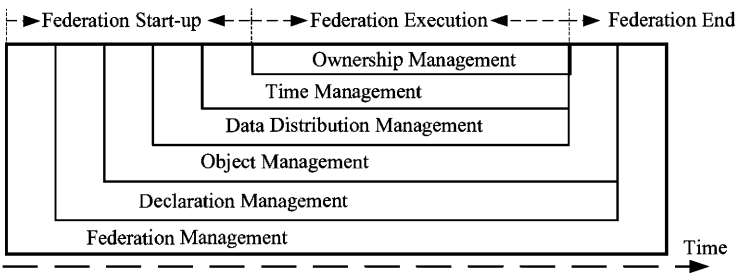 Federation Start-up Federation Execution Federation End
Ownership Management
Time Management
Data Distribution Management
Object Management
Declaration Management
Federation Management
Time